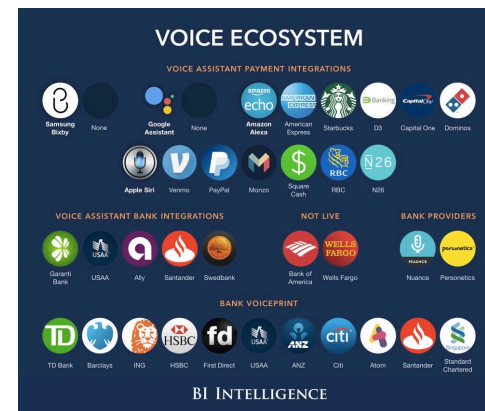 VOICE ECOSYSTEM
VOICE ASSISTANT PAYMENT INTEGRATIONS
amazon
echo
AMERICAN
EXPRESS
Banking
Capital One
Samsung
Bixby
None
Google
Assistant
None
Amazon
Alexa
American
Express
Starbucks
D3
Capital One
Dominos
RBC
N26
Apple Siri
Venmo
PayPal
Monzo
Square
Cash
RBC
N26
VOICE ASSISTANT BANK INTEGRATIONS
NOT LIVE
BANK PROVIDERS
USAA
WELLS
FARGO
NUANCE
personetics
Garanti
Bank
USAA
Ally
Santander
Swedbank
Bank of
America
Wells Fargo
Nuance
Personetics
BANK VOICEPRINT
TD
HSBC
fd
USAA
ANZ
citi
TD Bank
Barclays
ING
HSBC
First Direct
USAA
ANZ
Citi
Atom
Santander
Standard
Chartered
BI INTELLIGENCE